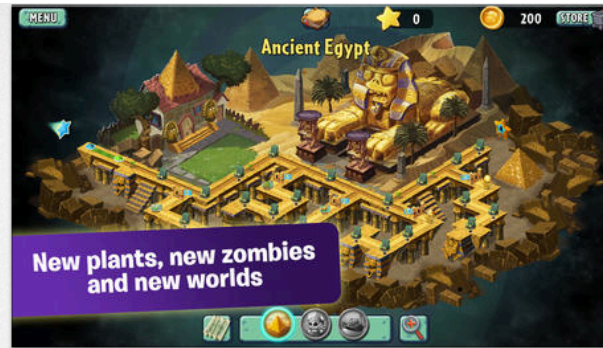 MENU
0
200
STORE
Ancient Egypt
New plants, new zombies
and new worlds